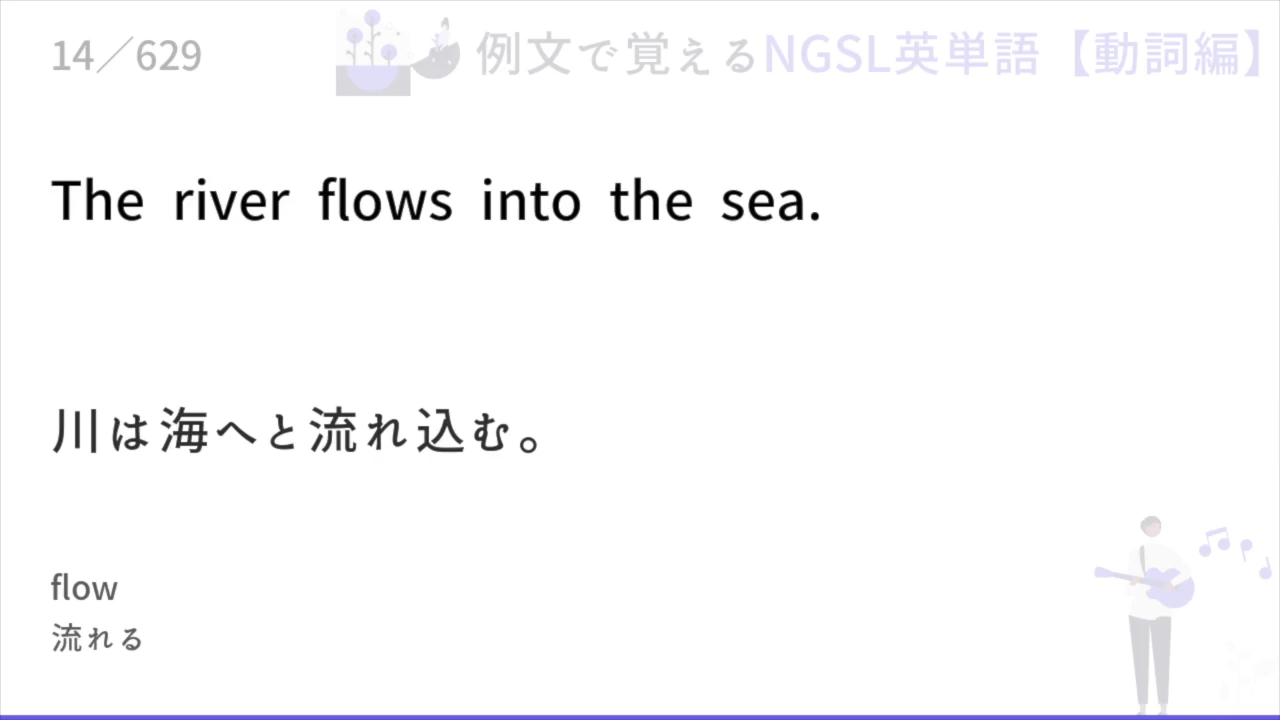 14／629
例文で覚えるNGSL英単語【動詞編】
The river flows into the sea.
川は海へと流れ込む。
flow
流れる